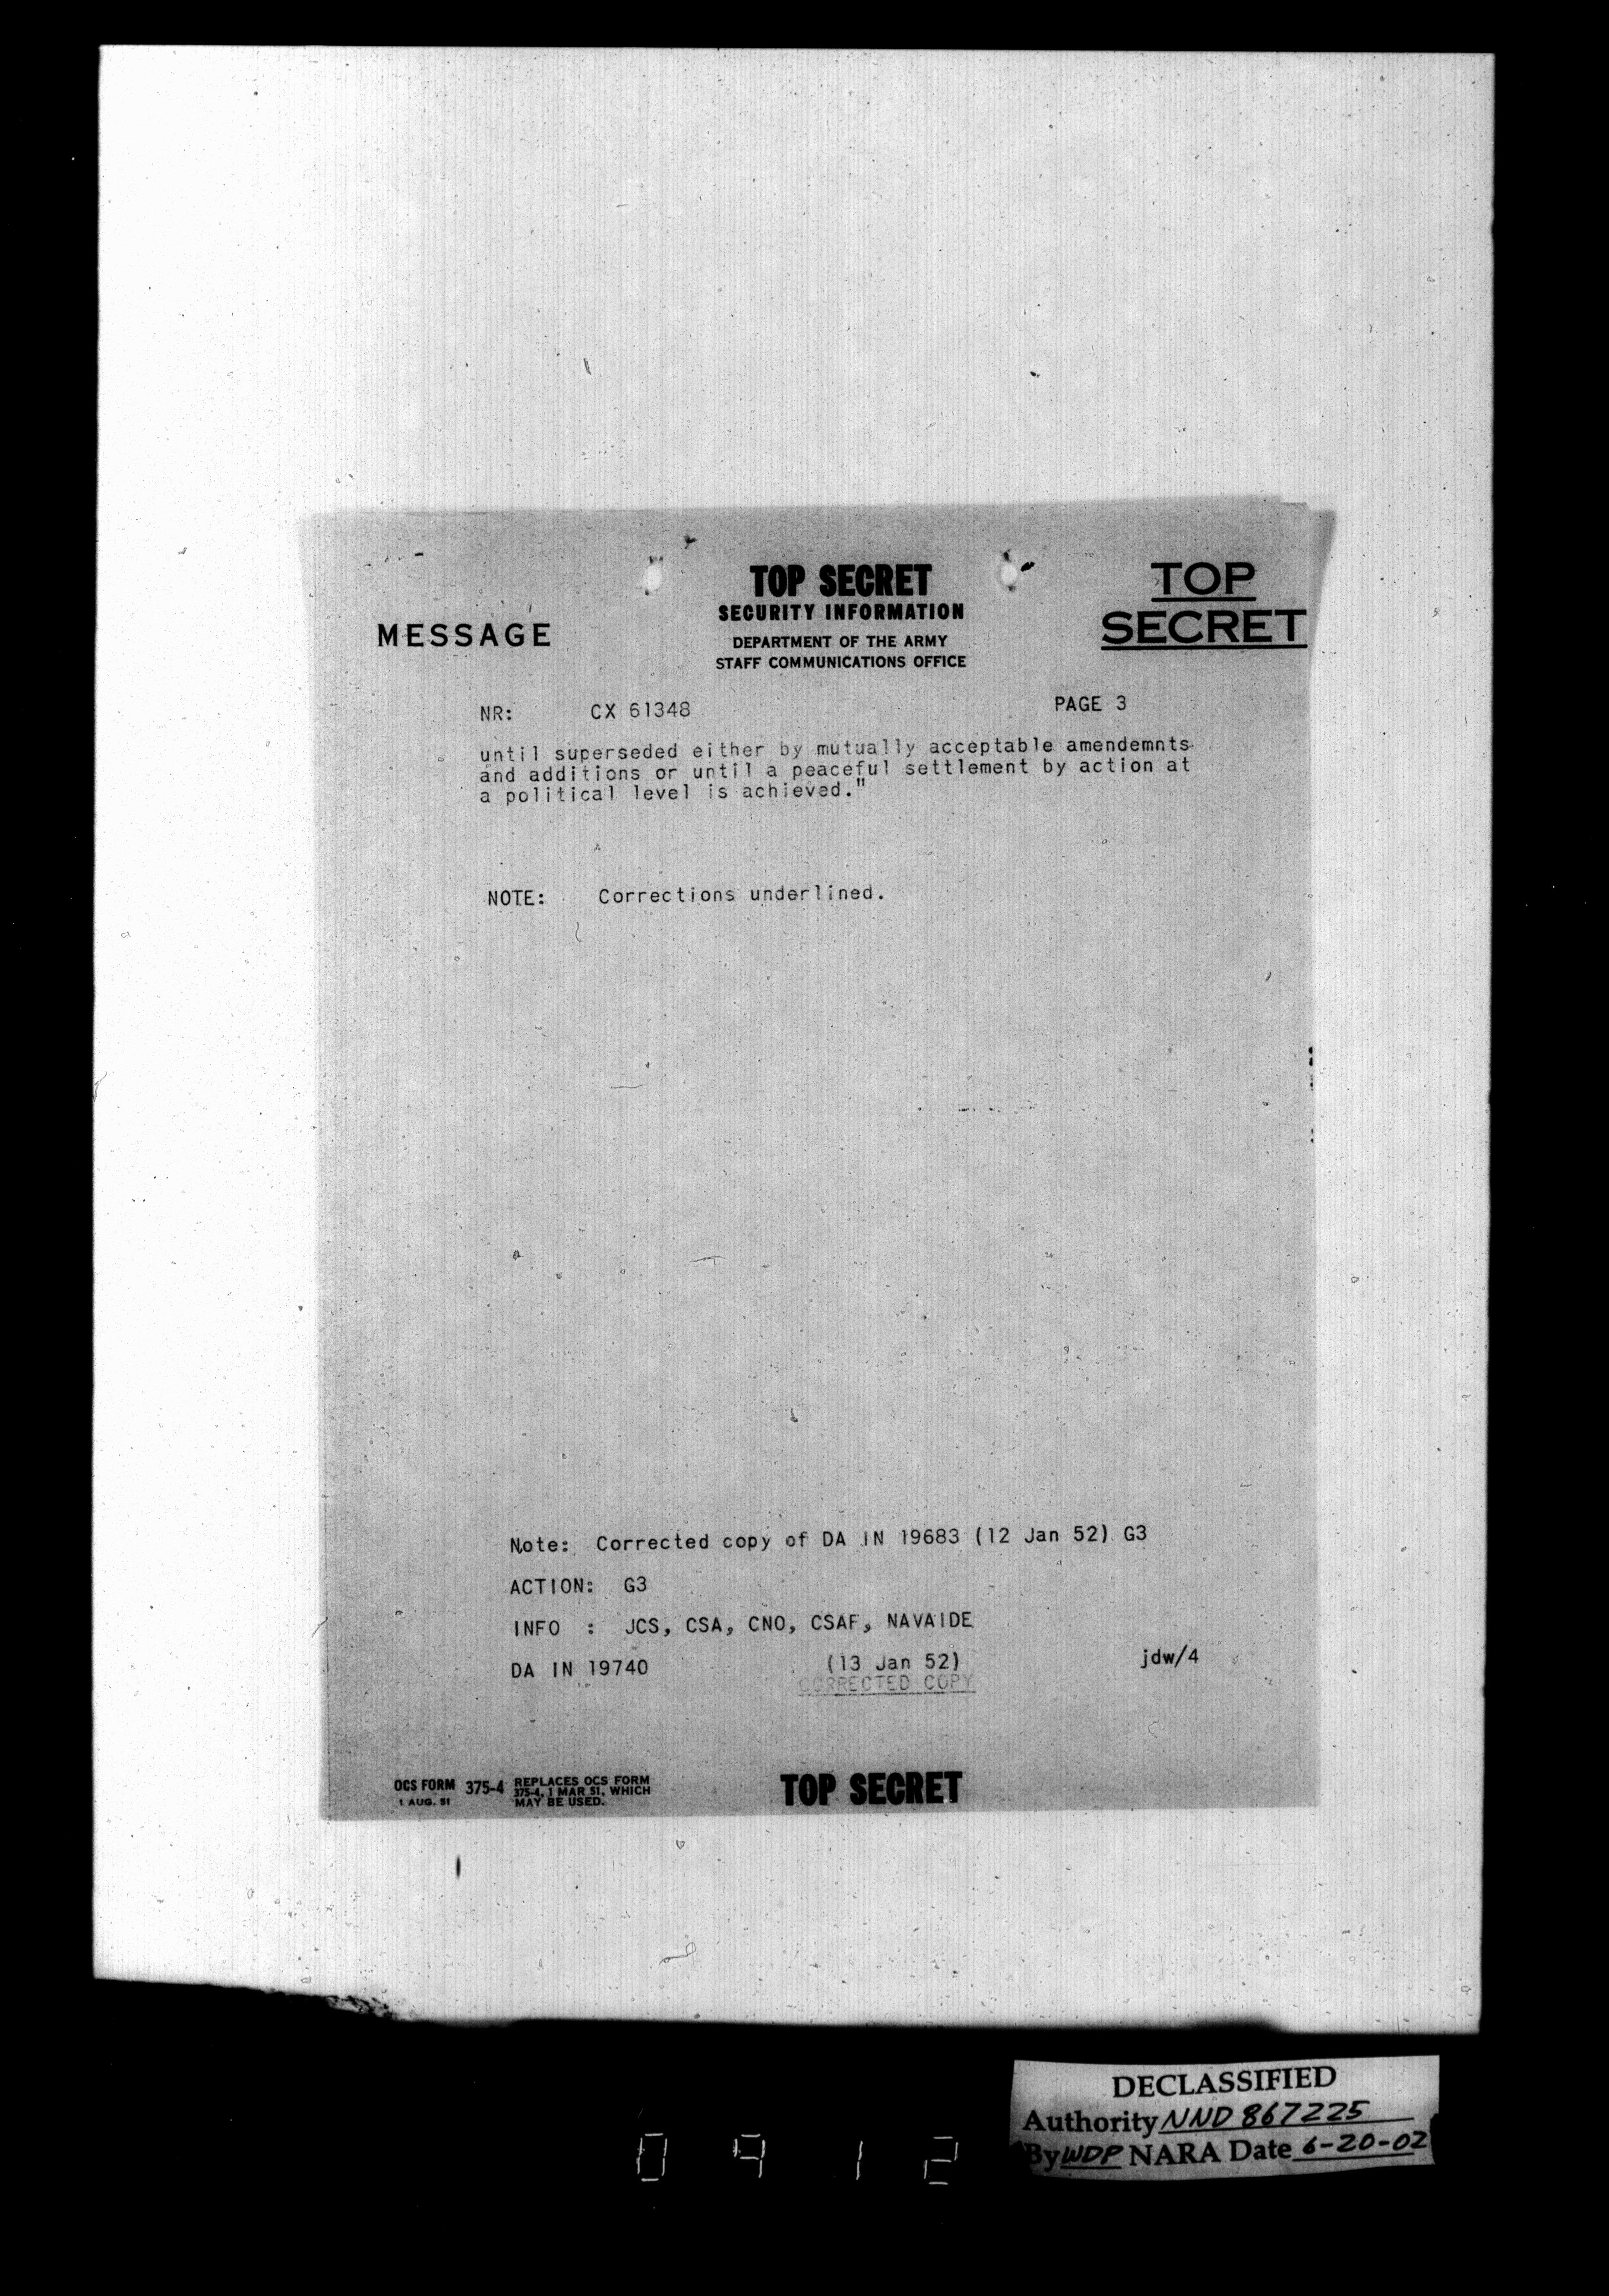 TOP SECRET
SECURITY INFORMATION
DEPARTMENT OF THE ARMY
STAFF COMMUNICATIONS OFFICE
MESSAGE
TOP
SECRET
NR: CX 61348
PAGE 3
until superseded either by mutually acceptable amendemnts
and additions or until a peaceful settlement by action at
a political level is achieved."
NOTE: Corrections underlined.
Note: Corrected copy of DA IN 19683 (12 Jan 52) G3
ACTION: G3
INFO : JCS, CSA, CNO, CSAF, NAVAIDE
DA IN 19740 (13 Jan 52) jdw/4
CORRECTED COPY
OCS FORM 375-4 REPLACES OCS FORM
1 AUG. 51 375-4, 1 MAR 51, WHICH
MAY BE USED.
TOP SECRET
DECLASSIFIED
Authority NND 867225
By WDP NARA Date 6-20-02
0 9 1 2